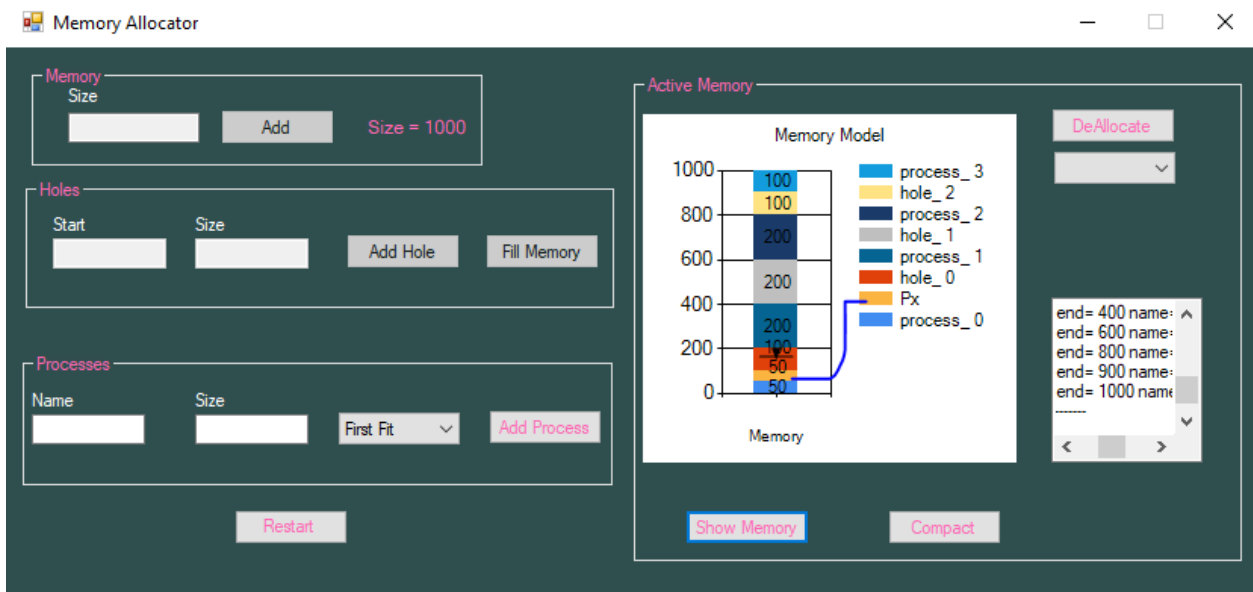 Memory Allocator
Memory
Size
Add
Size = 1000
Holes
Start
Size
Add Hole
Fill Memory
Processes
Name
Size
First Fit
Add Process
Restart
Active Memory
Memory Model
1000
800
600
400
200
0
100
100
200
200
200
100
50
50
Memory
process_ 3
hole_ 2
process_ 2
hole_ 1
process_ 1
hole_ 0
Px
process_ 0
DeAllocate
end= 400 name=
end= 600 name=
end= 800 name=
end= 900 name=
end= 1000 name
-------
Show Memory
Compact